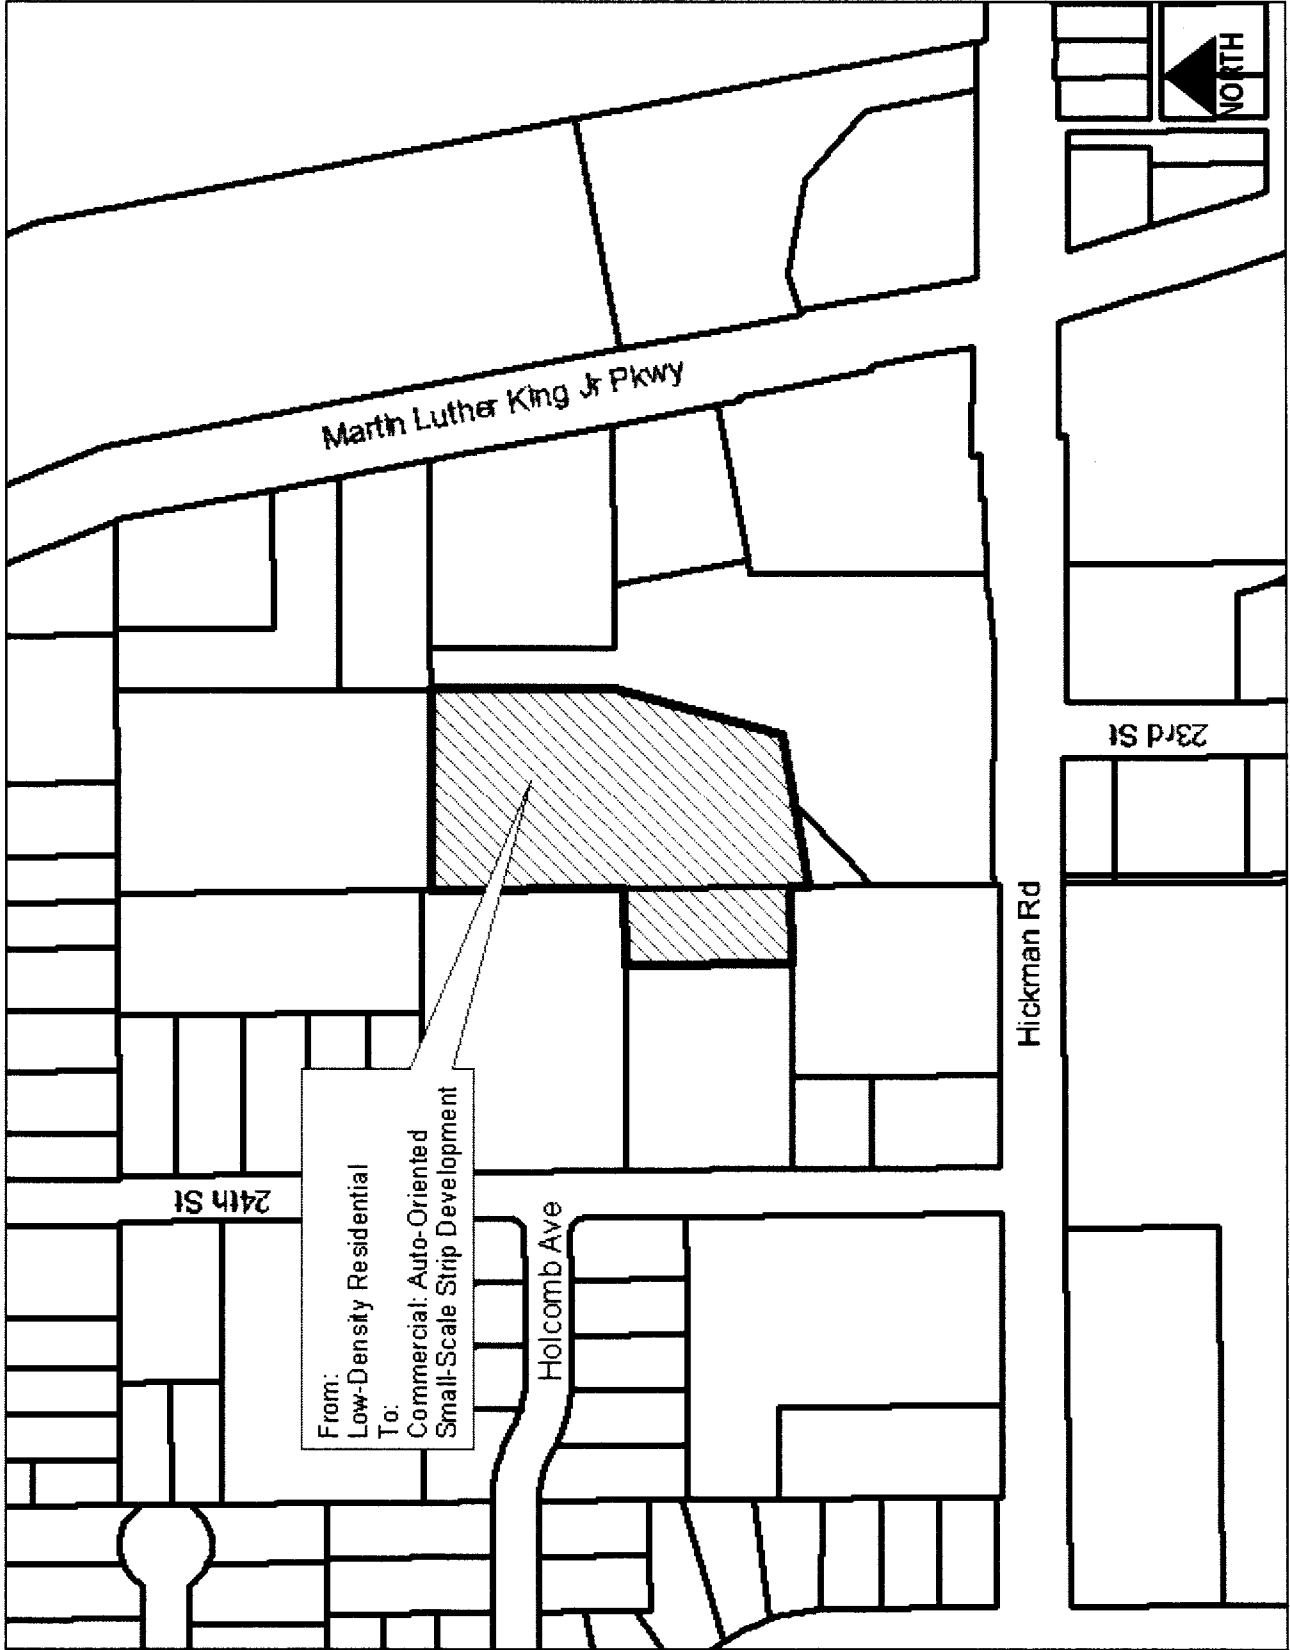 NORTH
Martin Luther King Jr Pkwy
23rd St
Hickman Rd
24th St
From:
Low-Density Residential
To:
Commercial: Auto-Oriented
Small-Scale Strip Development
Holcomb Ave